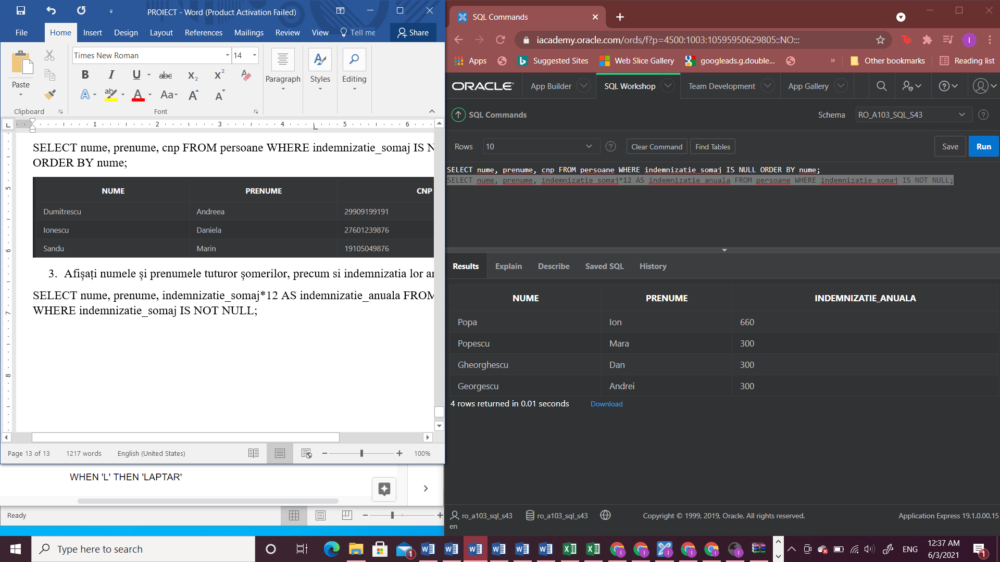 PROIECT - Word (Product Activation Failed)
File Home Insert Design Layout References Mailings Review View Tell me Share
Times New Roman 14
Paste Paragraph Styles Editing
Clipboard Font
1 2 3 4 5 6
SELECT nume, prenume, cnp FROM persoane WHERE indemnizatie_somaj IS
ORDER BY nume;
NUME PRENUME CNP
Dumitrescu Andreea 29909199191
Ionescu Daniela 27601239876
Sandu Marin 19105049876
3. Afișați numele și prenumele tuturor șomerilor, precum si indemnizatia lor
SELECT nume, prenume, indemnizatie_somaj*12 AS indemnizatie_anuala FROM
WHERE indemnizatie_somaj IS NOT NULL;
5
6
7
8
Page 13 of 13 1217 words English (United States) 100%
WHEN 'L' THEN 'LAPTAR'
Ready
SQL Commands
iacademy.oracle.com/ords/f?p=4500:1003:10595950629805::NO:::
Apps Suggested Sites Web Slice Gallery googleads.g.double... » Other bookmarks Reading list
ORACLE App Builder SQL Workshop Team Development App Gallery
SQL Commands Schema RO_A103_SQL_S43
Rows 10 Clear Command Find Tables Save Run
SELECT nume, prenume, cnp FROM persoane WHERE indemnizatie_somaj IS NULL ORDER BY nume;
SELECT nume, prenume, indemnizatie_somaj*12 AS indemnizatie_anuala FROM persoane WHERE indemnizatie_somaj IS NOT NULL;
Results Explain Describe Saved SQL History
NUME PRENUME INDEMNIZATIE_ANUALA
Popa Ion 660
Popescu Mara 300
Gheorghescu Dan 300
Georgescu Andrei 300
4 rows returned in 0.01 seconds Download
ro_a103_sql_s43 ro_a103_sql_s43 Copyright © 1999, 2019, Oracle. All rights reserved. Application Express 19.1.0.00.15
en
Type here to search
ENG 12:37 AM
6/3/2021